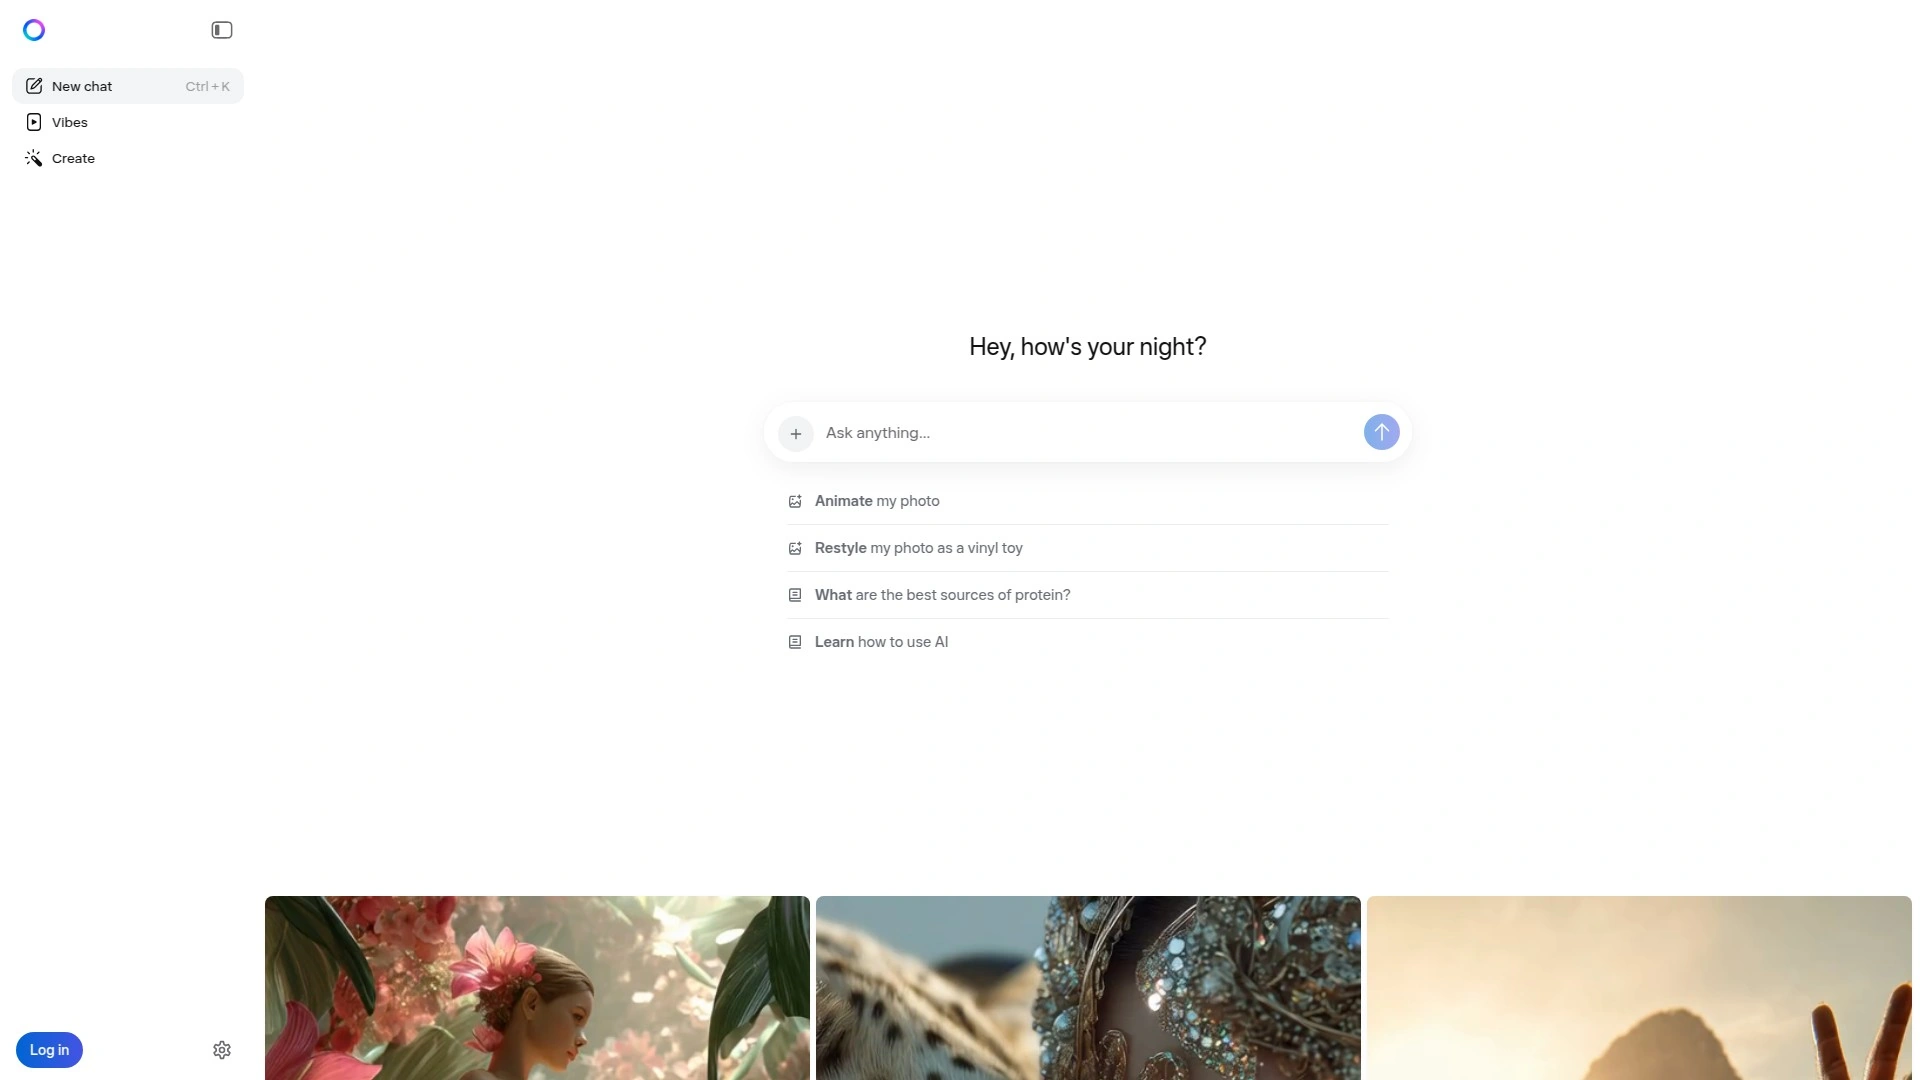 New chat Ctrl + K
Vibes
Create
Hey, how's your night?
Ask anything...
Animate my photo
Restyle my photo as a vinyl toy
What are the best sources of protein?
Learn how to use AI
Log in